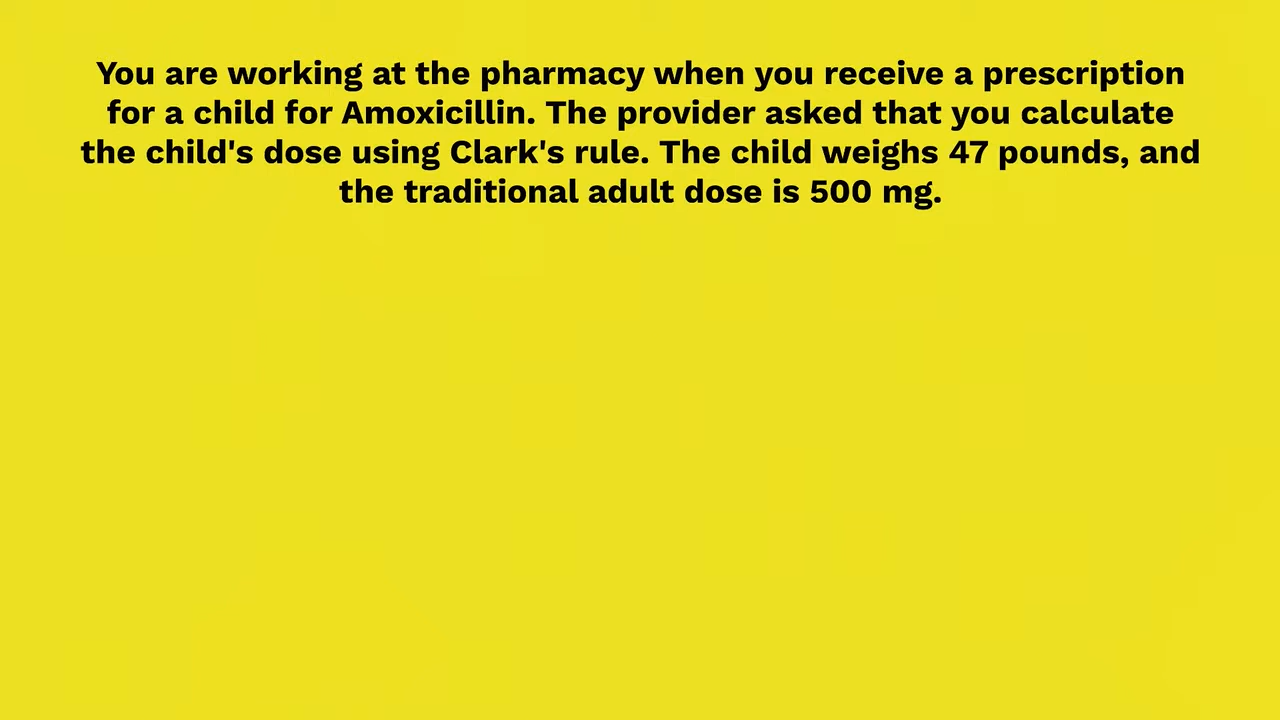 You are working at the pharmacy when you receive a prescription
for a child for Amoxicillin. The provider asked that you calculate
the child's dose using Clark's rule. The child weighs 47 pounds, and
the traditional adult dose is 500 mg.